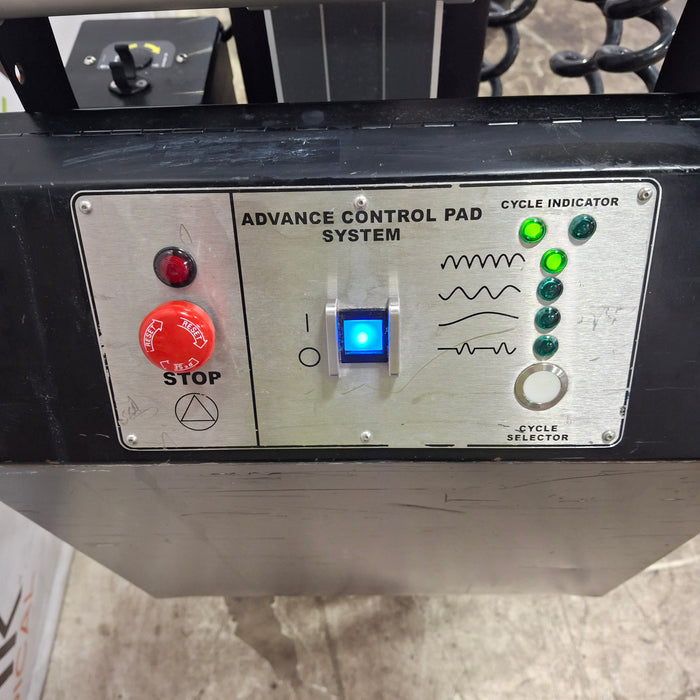 ADVANCE CONTROL PAD
SYSTEM
CYCLE INDICATOR
RESET
RESET
STOP
I
O
CYCLE
SELECTOR